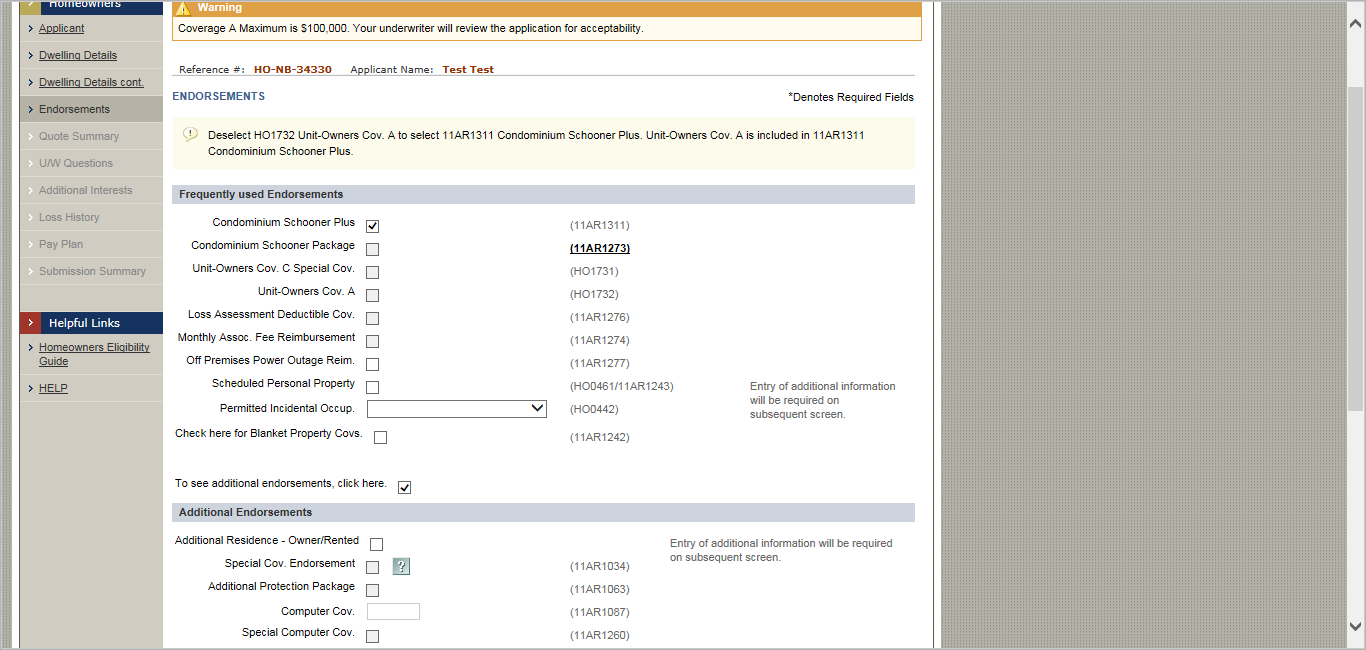 Homeowners
Applicant
Dwelling Details
Dwelling Details cont.
Endorsements
Quote Summary
U/W Questions
Additional Interests
Loss History
Pay Plan
Submission Summary
Helpful Links
Homeowners Eligibility
Guide
HELP
Warning
Coverage A Maximum is $100,000. Your underwriter will review the application for acceptability.
Reference #: HO-NB-34330 Applicant Name: Test Test
ENDORSEMENTS *Denotes Required Fields
Deselect HO1732 Unit-Owners Cov. A to select 11AR1311 Condominium Schooner Plus. Unit-Owners Cov. A is included in 11AR1311
Condominium Schooner Plus.
Frequently used Endorsements
Condominium Schooner Plus (11AR1311)
Condominium Schooner Package (11AR1273)
Unit-Owners Cov. C Special Cov. (HO1731)
Unit-Owners Cov. A (HO1732)
Loss Assessment Deductible Cov. (11AR1276)
Monthly Assoc. Fee Reimbursement (11AR1274)
Off Premises Power Outage Reim. (11AR1277)
Scheduled Personal Property (HO0461/11AR1243) Entry of additional information
will be required on
subsequent screen.
Permitted Incidental Occup. (HO0442)
Check here for Blanket Property Covs. (11AR1242)
To see additional endorsements, click here.
Additional Endorsements
Additional Residence - Owner/Rented Entry of additional information will be required
on subsequent screen.
Special Cov. Endorsement ? (11AR1034)
Additional Protection Package (11AR1063)
Computer Cov. (11AR1087)
Special Computer Cov. (11AR1260)